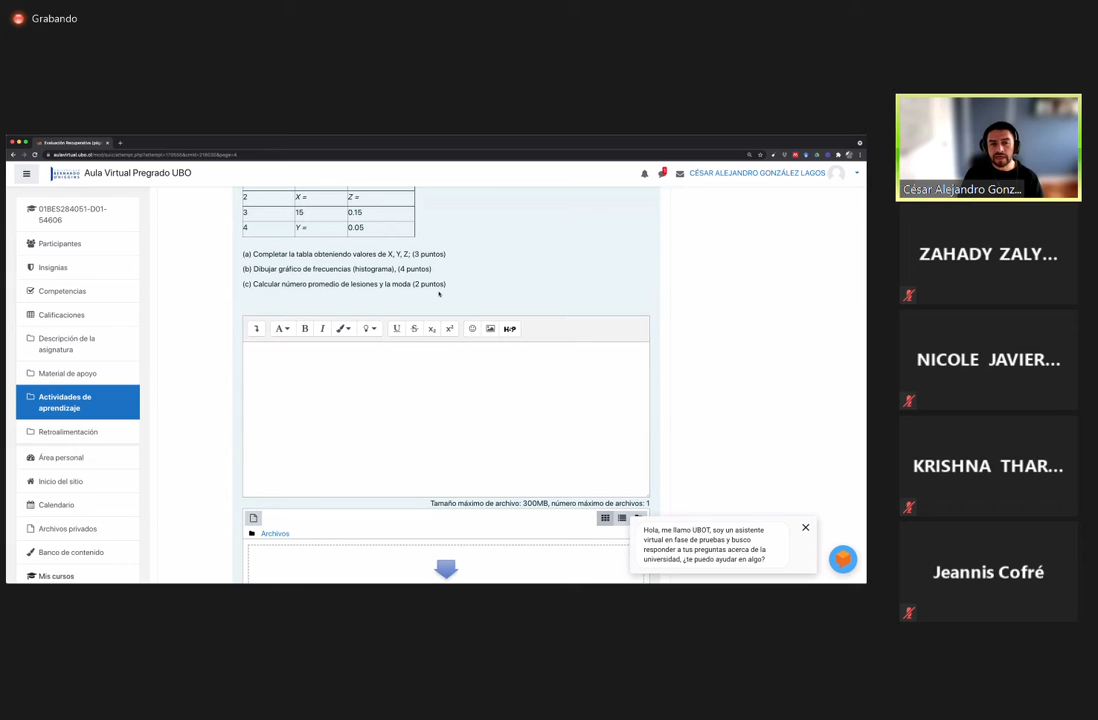 Grabando
Evaluación Recuperativa (pág
Aula Virtual Pregrado UBO
BERNARDO
CÉSAR ALEJANDRO GONZÁLEZ LAGOS
01BES284051-D01-
54606
Participantes
Insignias
Competencias
Calificaciones
Descripción de la
asignatura
Material de apoyo
Actividades de
aprendizaje
Retroalimentación
Área personal
Inicio del sitio
Calendario
Archivos privados
Banco de contenido
Mis cursos
2 X = Z =
3 15 0.15
4 Y = 0.05
(a) Completar la tabla obteniendo valores de X, Y, Z; (3 puntos)
(b) Dibujar gráfico de frecuencias (histograma), (4 puntos)
(c) Calcular número promedio de lesiones y la moda (2 puntos)
A B I U S x₂ x² H-P
Tamaño máximo de archivo: 300MB, número máximo de archivos: 1
Archivos
Hola, me llamo UBOT, soy un asistente
virtual en fase de pruebas y busco
responder a tus preguntas acerca de la
universidad, ¿te puedo ayudar en algo?
César Alejandro Gonz...
ZAHADY ZALY...
NICOLE JAVIER...
KRISHNA THAR...
Jeannis Cofré